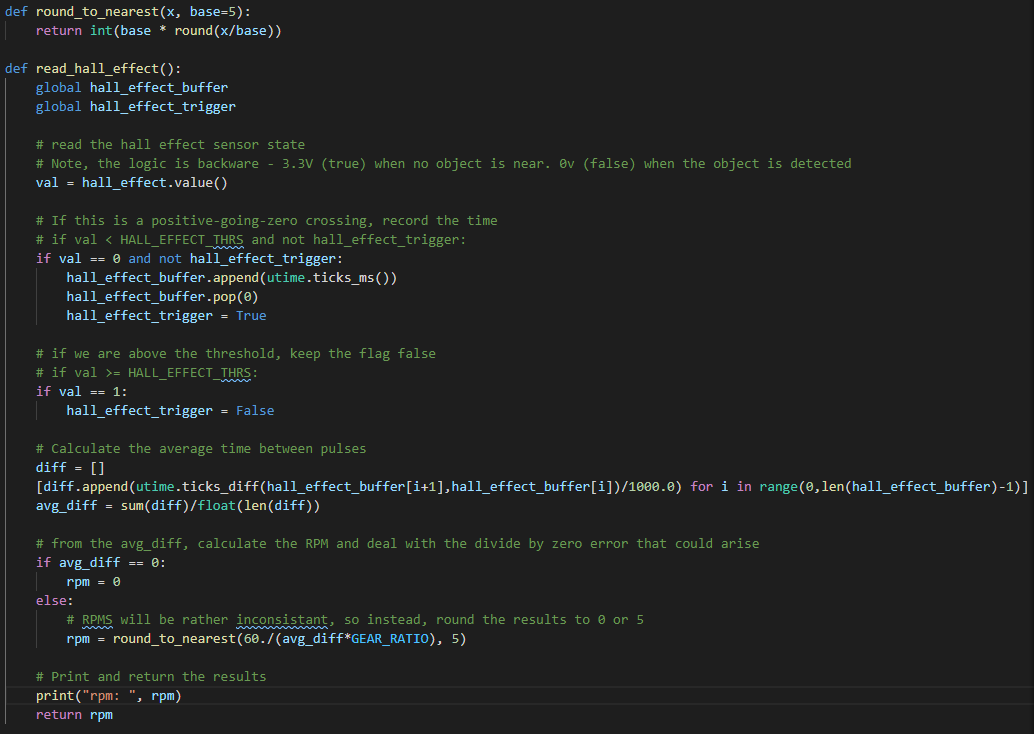 def round_to_nearest(x, base=5):
    return int(base * round(x/base))

def read_hall_effect():
    global hall_effect_buffer
    global hall_effect_trigger

    # read the hall effect sensor state
    # Note, the logic is backware - 3.3V (true) when no object is near. 0v (false) when the object is detected
    val = hall_effect.value()

    # If this is a positive-going-zero crossing, record the time
    # if val < HALL_EFFECT_THRS and not hall_effect_trigger:
    if val == 0 and not hall_effect_trigger:
        hall_effect_buffer.append(utime.ticks_ms())
        hall_effect_buffer.pop(0)
        hall_effect_trigger = True

    # if we are above the threshold, keep the flag false
    # if val >= HALL_EFFECT_THRS:
    if val == 1:
        hall_effect_trigger = False

    # Calculate the average time between pulses
    diff = []
    [diff.append(utime.ticks_diff(hall_effect_buffer[i+1],hall_effect_buffer[i])/1000.0) for i in range(0,len(hall_effect_buffer)-1)]
    avg_diff = sum(diff)/float(len(diff))

    # from the avg_diff, calculate the RPM and deal with the divide by zero error that could arise
    if avg_diff == 0:
        rpm = 0
    else:
        # RPMS will be rather inconsistant, so instead, round the results to 0 or 5
        rpm = round_to_nearest(60./(avg_diff*GEAR_RATIO), 5)

    # Print and return the results
    print("rpm: ", rpm)
    return rpm